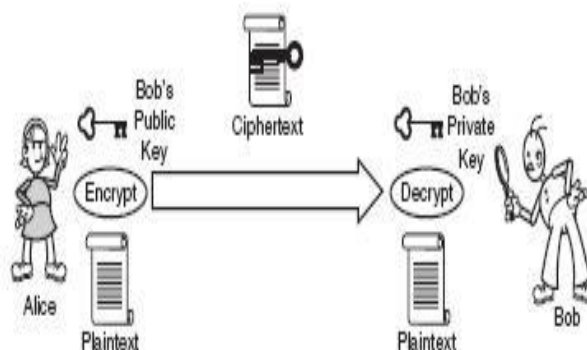 Bob's
Public
Key
Ciphertext
Bob's
Private
Key
Encrypt
Decrypt
Alice
Plaintext
Plaintext
Bob